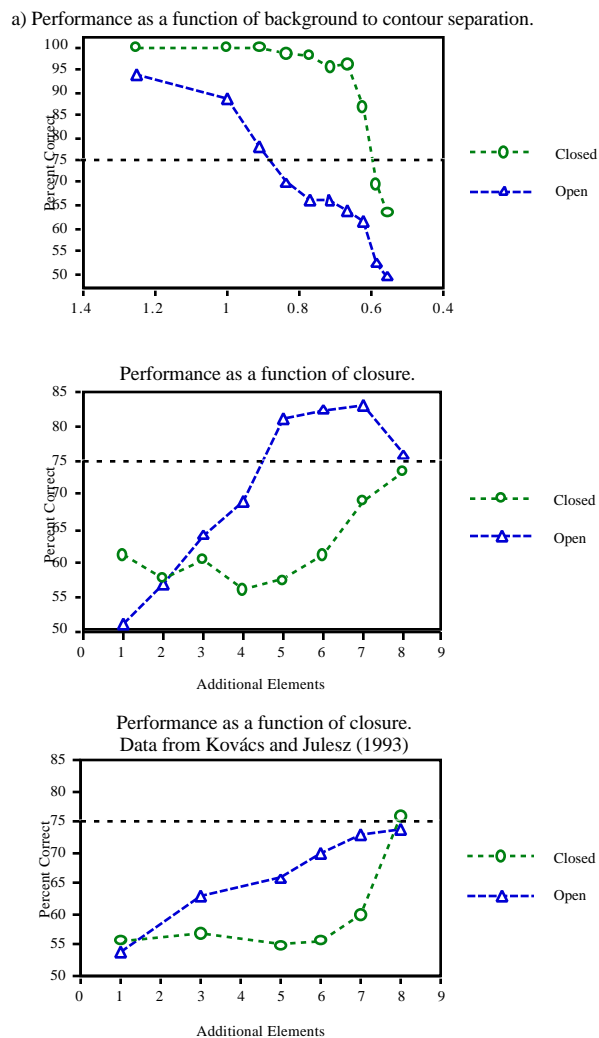 a) Performance as a function of background to contour separation.
100
95
90
85
80
75
70
65
60
55
50
Percent Correct
1.4 1.2 1 0.8 0.6 0.4
Closed
Open
Performance as a function of closure.
85
80
75
70
65
60
55
50
Percent Correct
0 1 2 3 4 5 6 7 8 9
Additional Elements
Closed
Open
Performance as a function of closure.
Data from Kovács and Julesz (1993)
85
80
75
70
65
60
55
50
Percent Correct
0 1 2 3 4 5 6 7 8 9
Additional Elements
Closed
Open